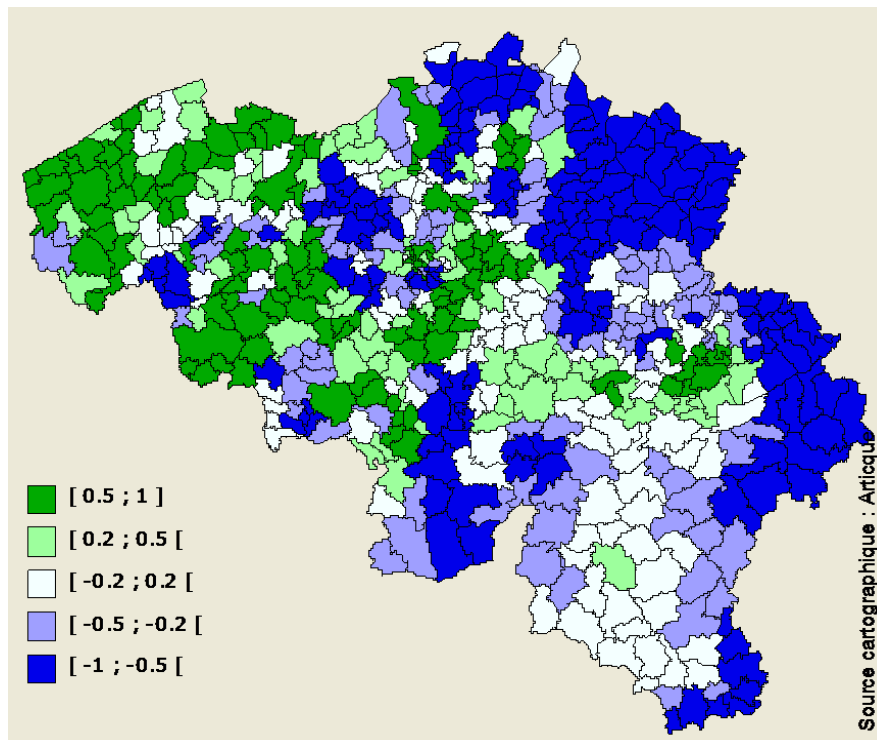 [ 0.5 ; 1 ]
[ 0.2 ; 0.5 [
[ -0.2 ; 0.2 [
[ -0.5 ; -0.2 [
[ -1 ; -0.5 [
Source cartographique : Articque